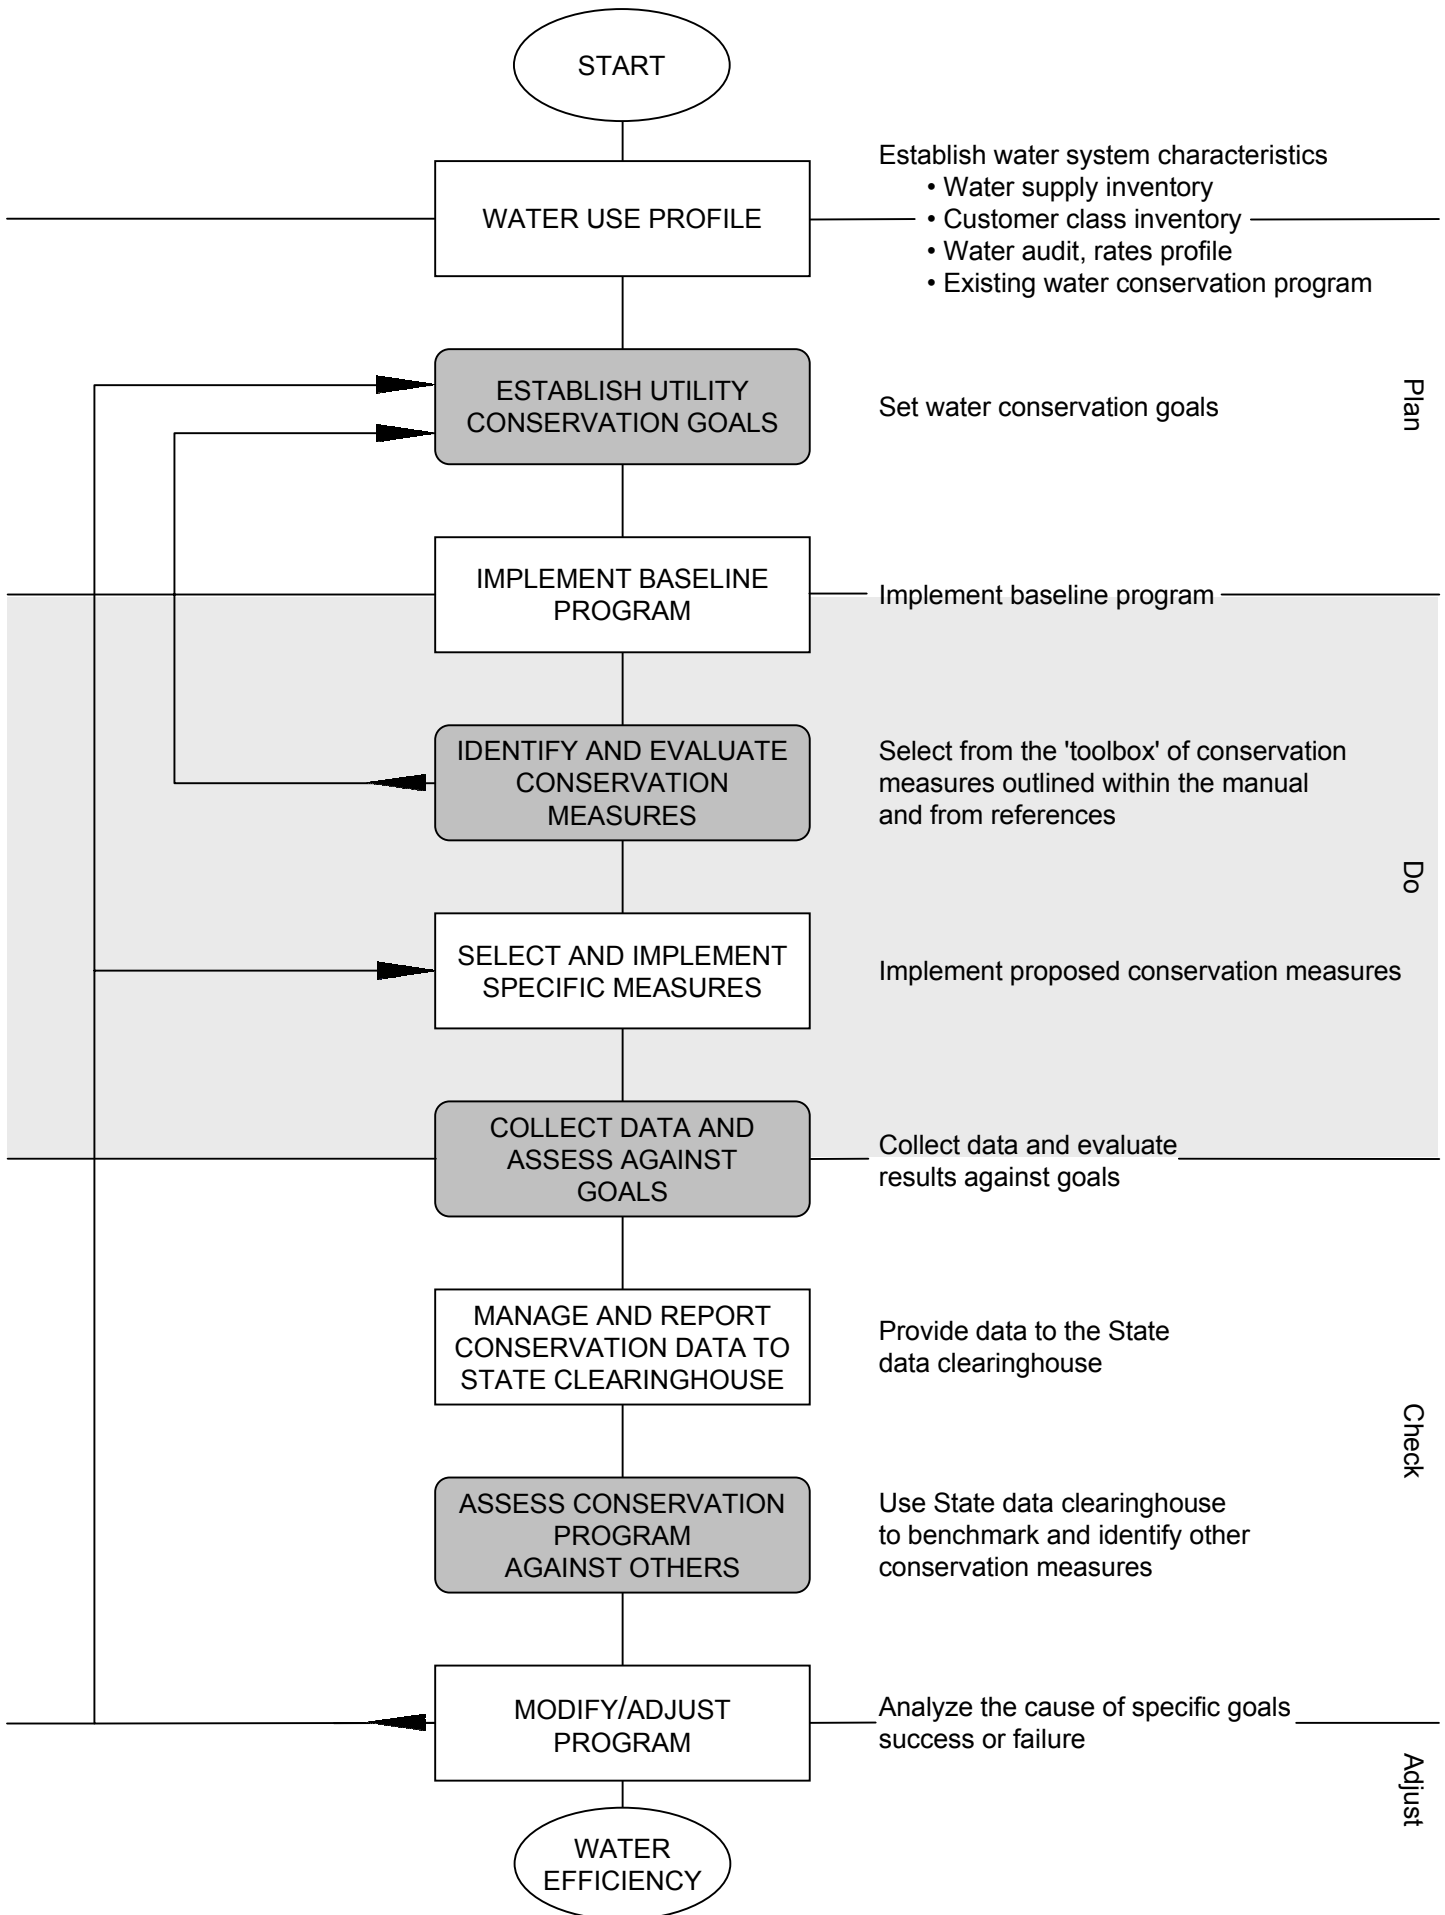 START
WATER USE PROFILE
Establish water system characteristics
• Water supply inventory
• Customer class inventory
• Water audit, rates profile
• Existing water conservation program
ESTABLISH UTILITY
CONSERVATION GOALS
Set water conservation goals
Plan
IMPLEMENT BASELINE
PROGRAM
Implement baseline program
IDENTIFY AND EVALUATE
CONSERVATION
MEASURES
Select from the 'toolbox' of conservation
measures outlined within the manual
and from references
Do
SELECT AND IMPLEMENT
SPECIFIC MEASURES
Implement proposed conservation measures
COLLECT DATA AND
ASSESS AGAINST
GOALS
Collect data and evaluate
results against goals
MANAGE AND REPORT
CONSERVATION DATA TO
STATE CLEARINGHOUSE
Provide data to the State
data clearinghouse
Check
ASSESS CONSERVATION
PROGRAM
AGAINST OTHERS
Use State data clearinghouse
to benchmark and identify other
conservation measures
MODIFY/ADJUST
PROGRAM
Analyze the cause of specific goals
success or failure
Adjust
WATER
EFFICIENCY